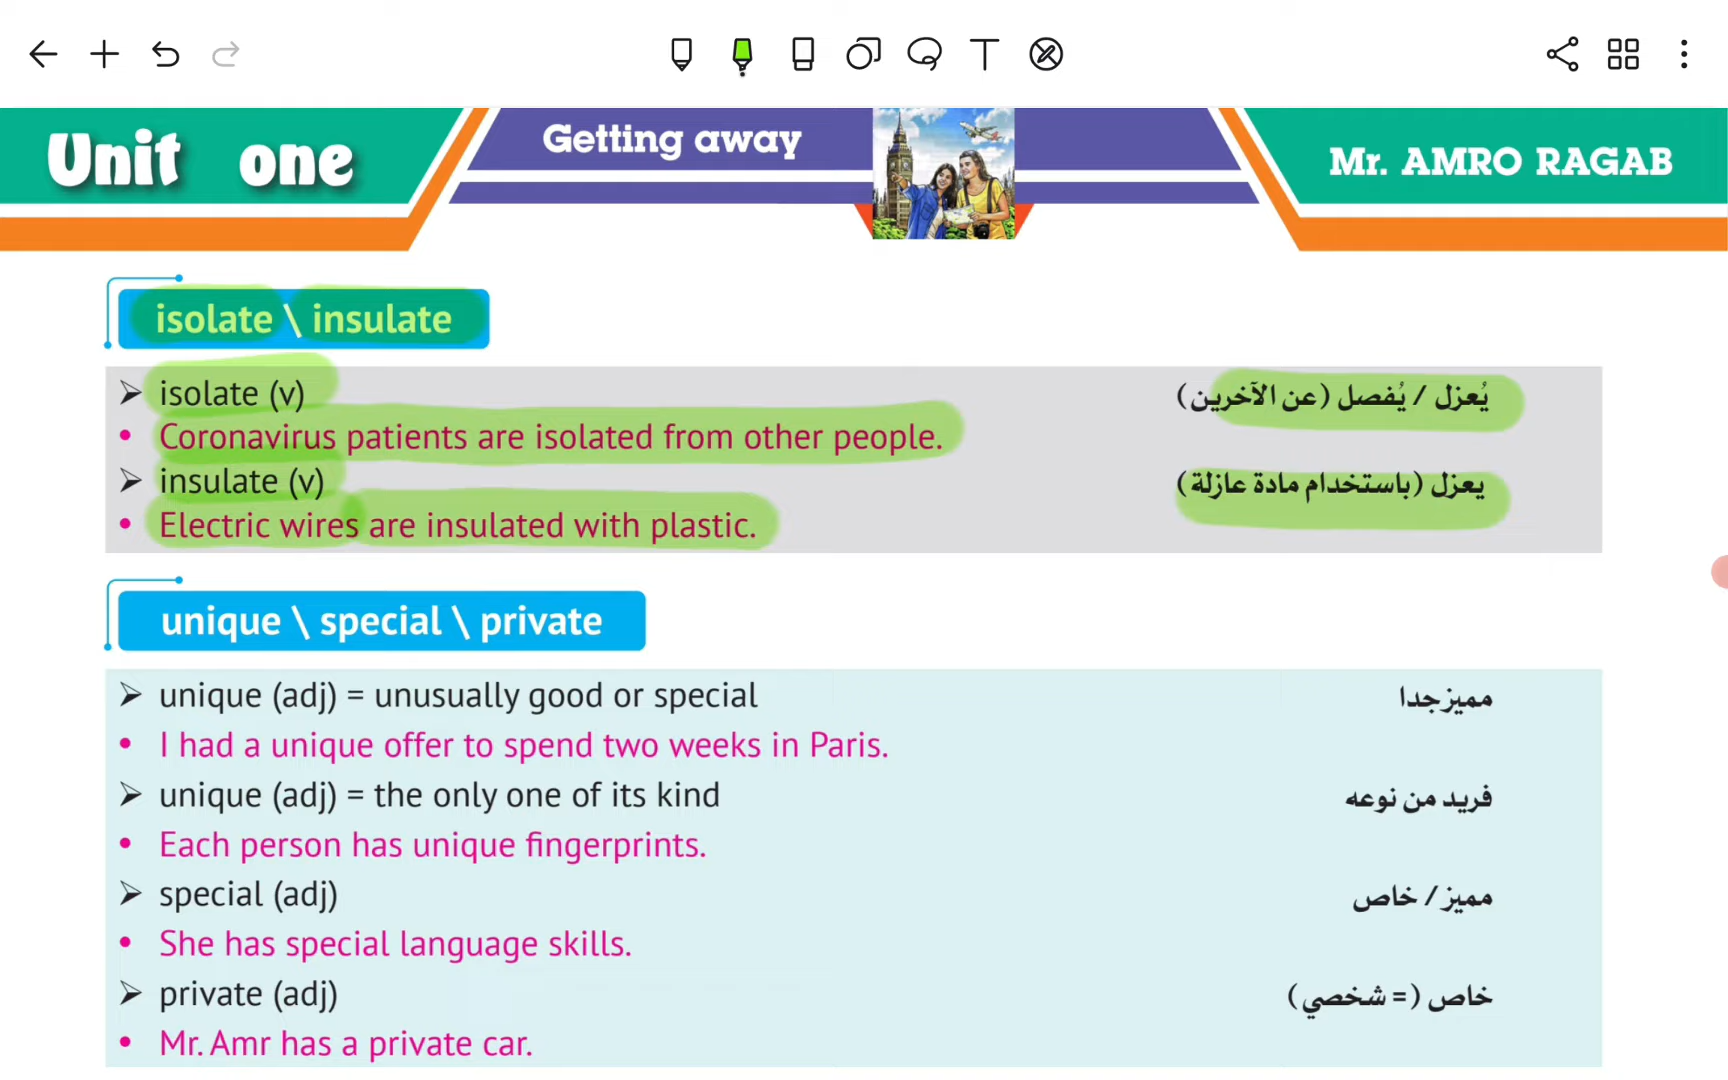 Unit one
Getting away
Mr. AMRO RAGAB
isolate \ insulate
➢ isolate (v) يُعزل / يُفصل (عن الآخرين)
• Coronavirus patients are isolated from other people.
➢ insulate (v) يعزل (باستخدام مادة عازلة)
• Electric wires are insulated with plastic.
unique \ special \ private
➢ unique (adj) = unusually good or special مميز جدا
• I had a unique offer to spend two weeks in Paris.
➢ unique (adj) = the only one of its kind فريد من نوعه
• Each person has unique fingerprints.
➢ special (adj) مميز / خاص
• She has special language skills.
➢ private (adj) خاص (= شخصي)
• Mr. Amr has a private car.